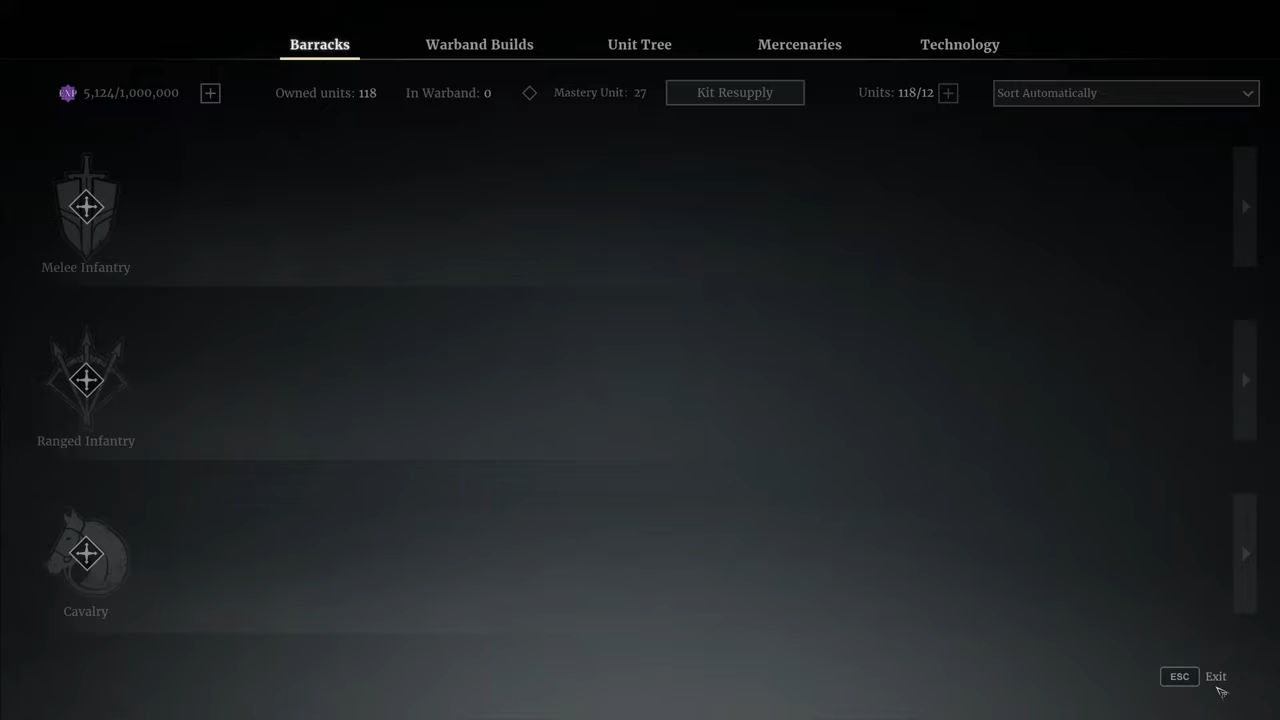 Barracks Warband Builds Unit Tree Mercenaries Technology
EXP 5,124/1,000,000 Owned units: 118 In Warband: 0 Mastery Unit: 27 Kit Resupply Units: 118/12 Sort Automatically
Melee Infantry
Ranged Infantry
Cavalry
ESC Exit